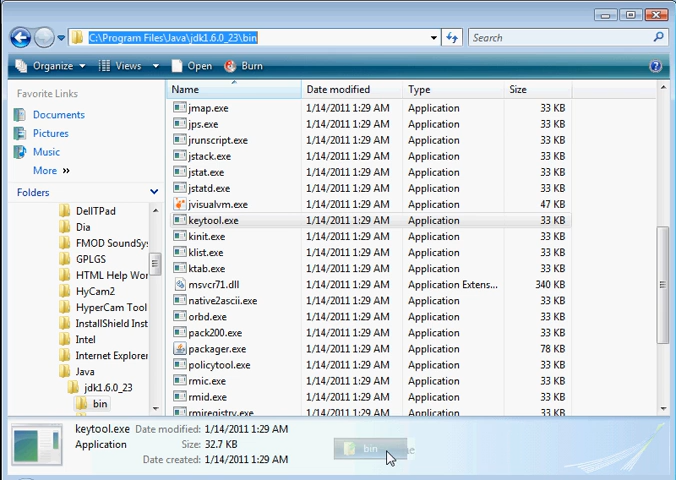 C:\Program Files\Java\jdk1.6.0_23\bin
Search
Organize
Views
Open
Burn
Favorite Links
Documents
Pictures
Music
More »
Folders
DellTPad
Dia
FMOD SoundSy
GPLGS
HTML Help Wor
HyCam2
HyperCam Tool
InstallShield Inst
Intel
Internet Explorer
Java
jdk1.6.0_23
bin
Name Date modified Type Size
jmap.exe 1/14/2011 1:29 AM Application 33 KB
jps.exe 1/14/2011 1:29 AM Application 33 KB
jrunscript.exe 1/14/2011 1:29 AM Application 33 KB
jstack.exe 1/14/2011 1:29 AM Application 33 KB
jstat.exe 1/14/2011 1:29 AM Application 33 KB
jstatd.exe 1/14/2011 1:29 AM Application 33 KB
jvisualvm.exe 1/14/2011 1:29 AM Application 47 KB
keytool.exe 1/14/2011 1:29 AM Application 33 KB
kinit.exe 1/14/2011 1:29 AM Application 33 KB
klist.exe 1/14/2011 1:29 AM Application 33 KB
ktab.exe 1/14/2011 1:29 AM Application 33 KB
msvcr71.dll 1/14/2011 1:29 AM Application Extens... 340 KB
native2ascii.exe 1/14/2011 1:29 AM Application 33 KB
orbd.exe 1/14/2011 1:29 AM Application 33 KB
pack200.exe 1/14/2011 1:29 AM Application 33 KB
packager.exe 1/14/2011 1:29 AM Application 78 KB
policytool.exe 1/14/2011 1:29 AM Application 33 KB
rmic.exe 1/14/2011 1:29 AM Application 33 KB
rmid.exe 1/14/2011 1:29 AM Application 33 KB
rmiregistry.exe 1/14/2011 1:29 AM Application 33 KB
keytool.exe Date modified: 1/14/2011 1:29 AM
Application Size: 32.7 KB
Date created: 1/14/2011 1:29 AM
bin